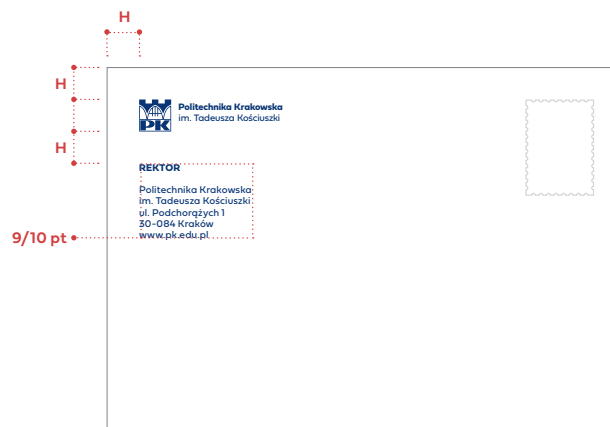 H
H
PK
Politechnika Krakowska
im. Tadeusza Kościuszki
H
REKTOR
Politechnika Krakowska
im. Tadeusza Kościuszki
ul. Podchorążych 1
30-084 Kraków
www.pk.edu.pl
9/10 pt